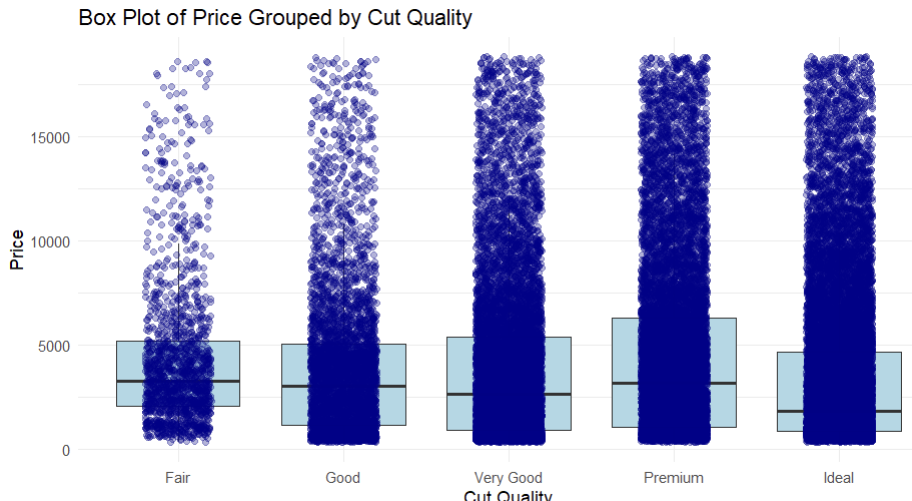 Box Plot of Price Grouped by Cut Quality
15000
10000
5000
0
Price
Fair Good Very Good Premium Ideal
Cut Quality